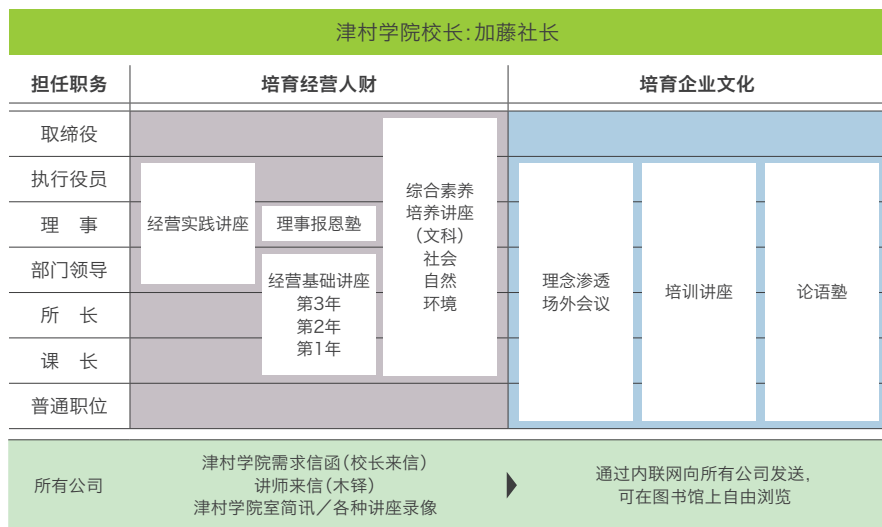 津村学院校长:加藤社长
担任职务
培育经营人财
培育企业文化
取缔役
执行役员
理　事
部门领导
所　长
课　长
普通职位
经营实践讲座
理事报恩塾
经营基础讲座
第3年
第2年
第1年
综合素养
培养讲座
(文科)
社会
自然
环境
理念渗透
场外会议
培训讲座
论语塾
所有公司
津村学院需求信函(校长来信)
讲师来信(木铎)
津村学院室简讯／各种讲座录像
通过内联网向所有公司发送,
可在图书馆上自由浏览